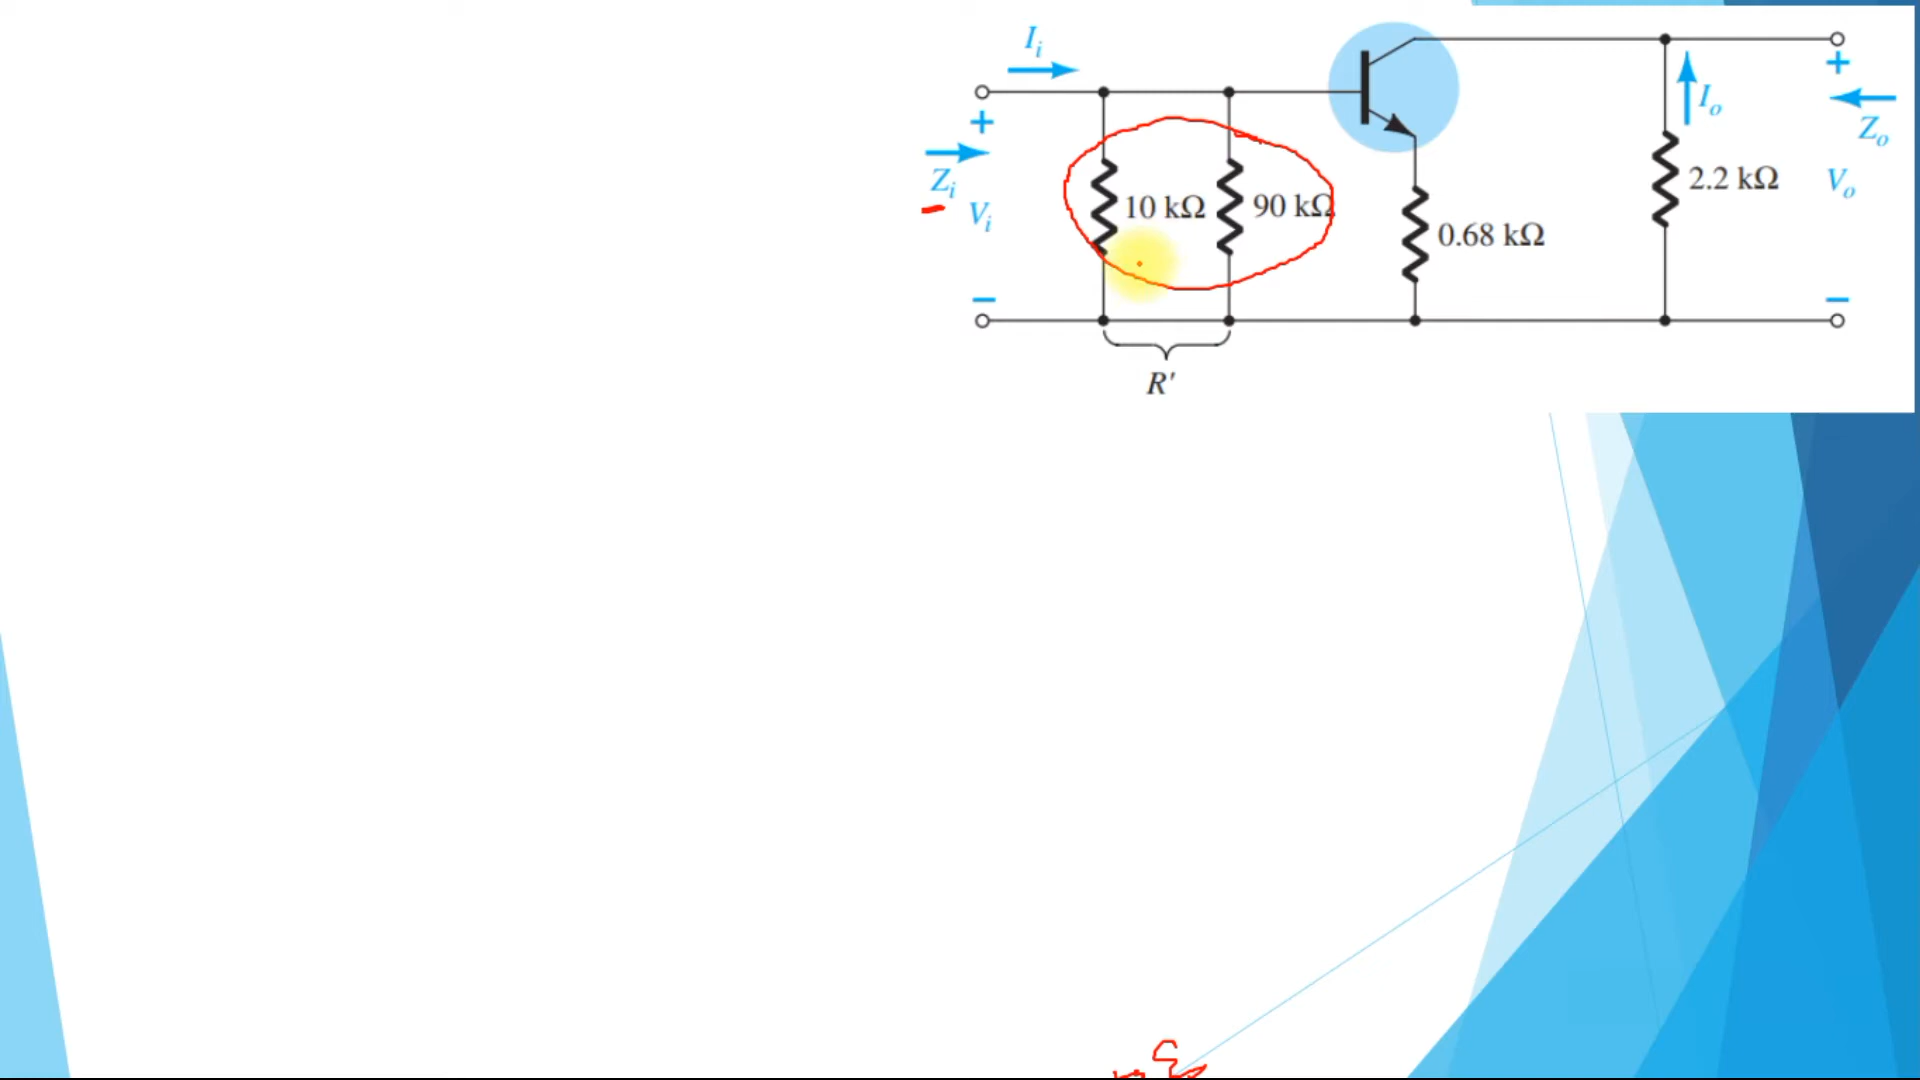 I_i
+
+
I_o
Z_o
Z_i
V_i
10 kΩ
90 kΩ
0.68 kΩ
2.2 kΩ
V_o
−
−
R'